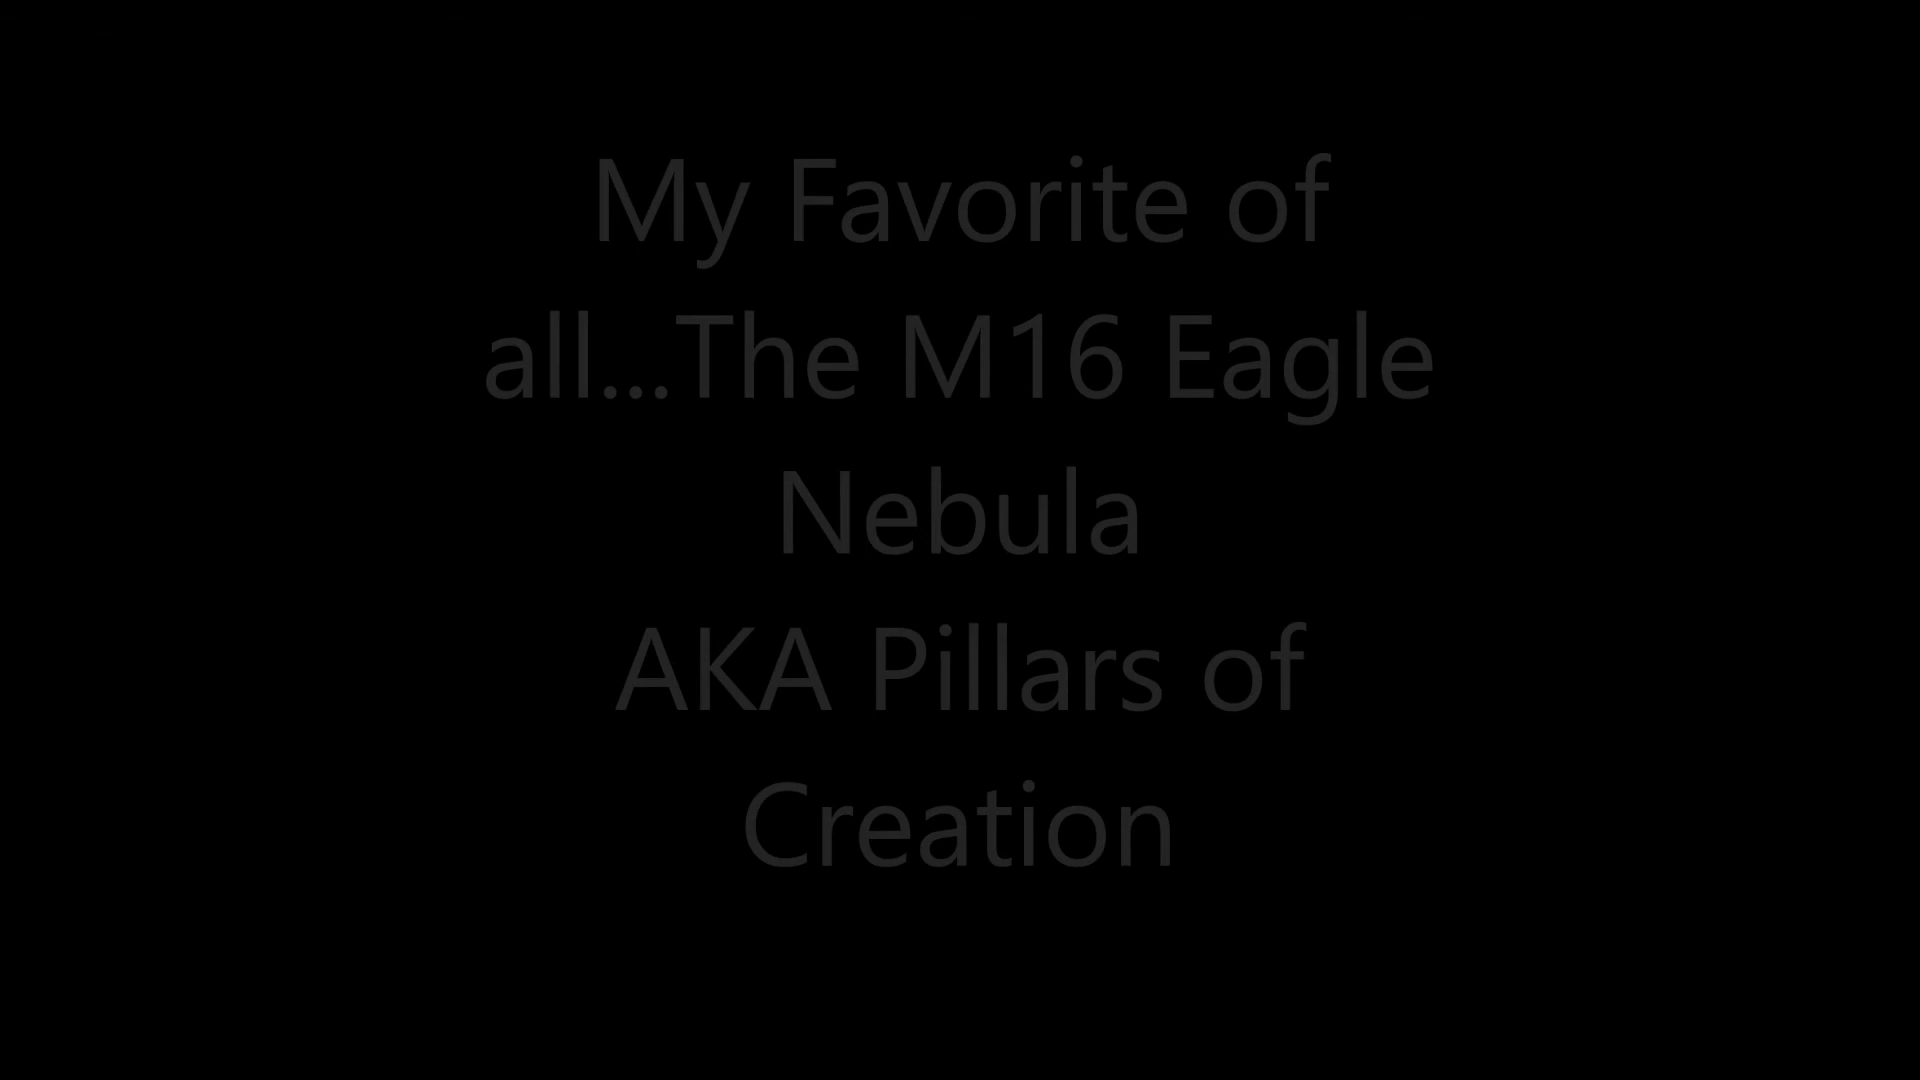 My Favorite of
all...The M16 Eagle
Nebula
AKA Pillars of
Creation